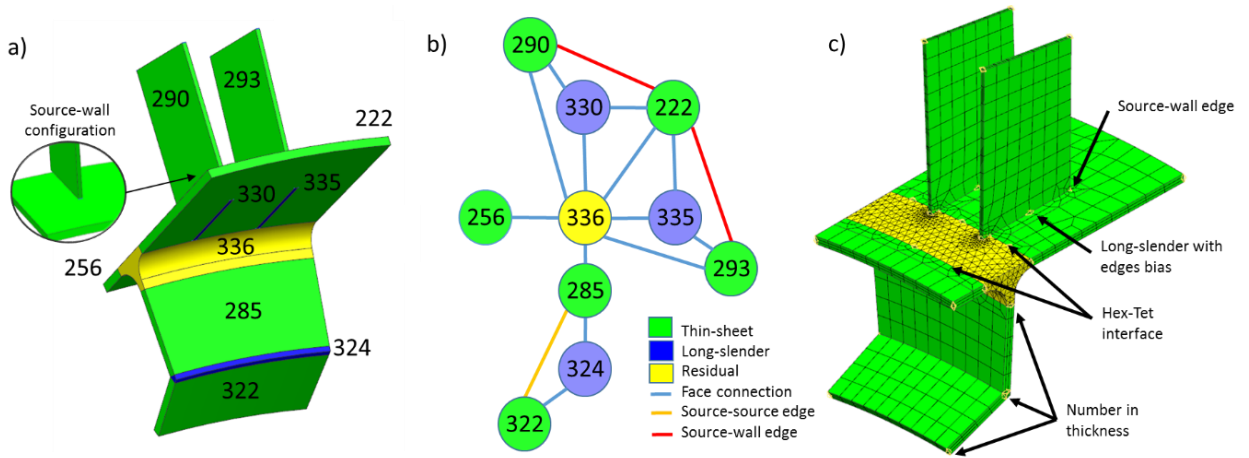 a)
290
293
222
Source-wall
configuration
330
335
336
256
285
324
322
b)
290
330
222
256
336
335
293
285
324
322
Thin-sheet
Long-slender
Residual
Face connection
Source-source edge
Source-wall edge
c)
Source-wall edge
Long-slender with
edges bias
Hex-Tet
interface
Number in
thickness